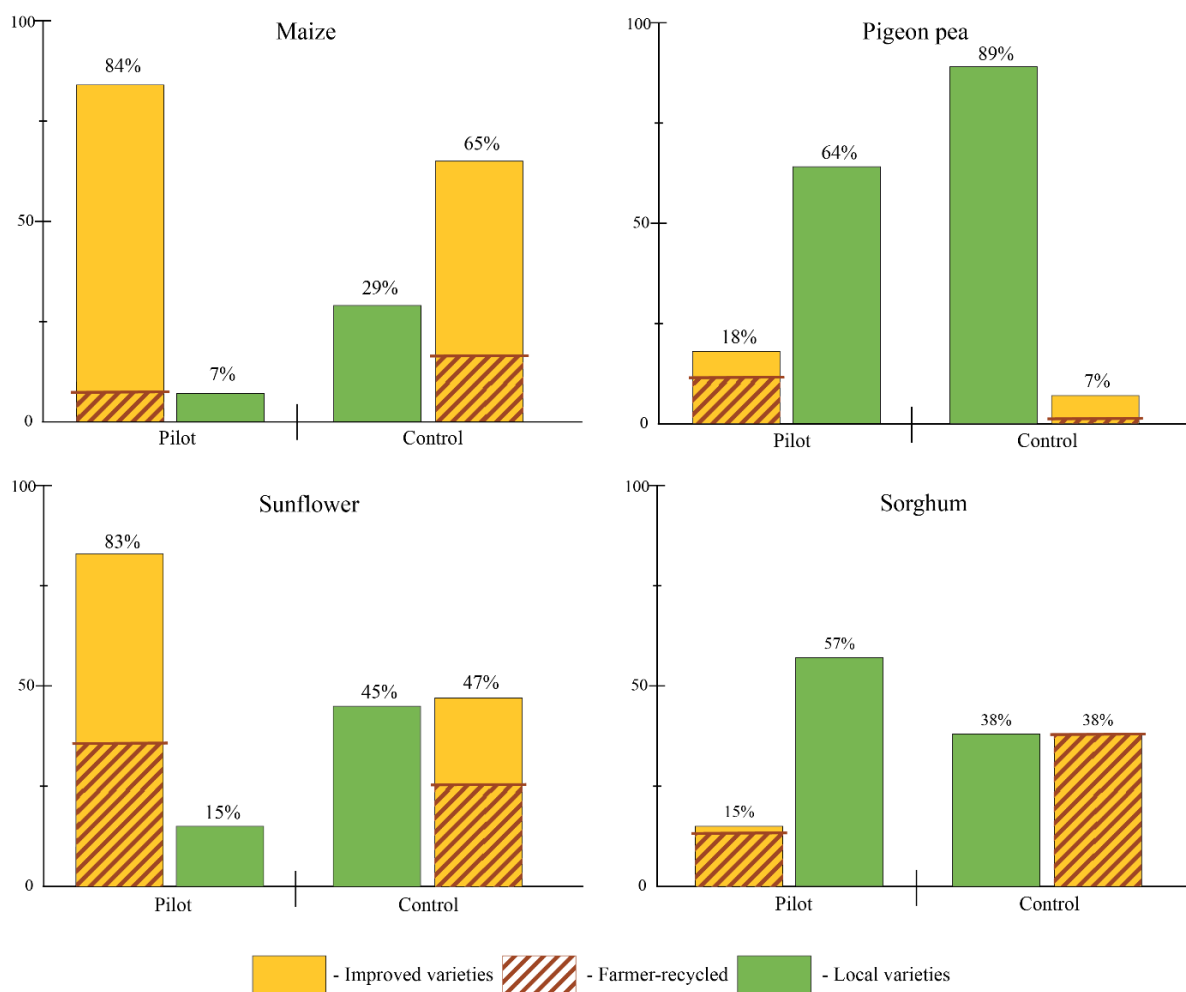 Maize
100
50
0
84%
7%
29%
65%
Pilot
Control
Pigeon pea
100
50
0
18%
64%
89%
7%
Pilot
Control
Sunflower
100
50
0
83%
15%
45%
47%
Pilot
Control
Sorghum
100
50
0
15%
57%
38%
38%
Pilot
Control
- Improved varieties
- Farmer-recycled
- Local varieties